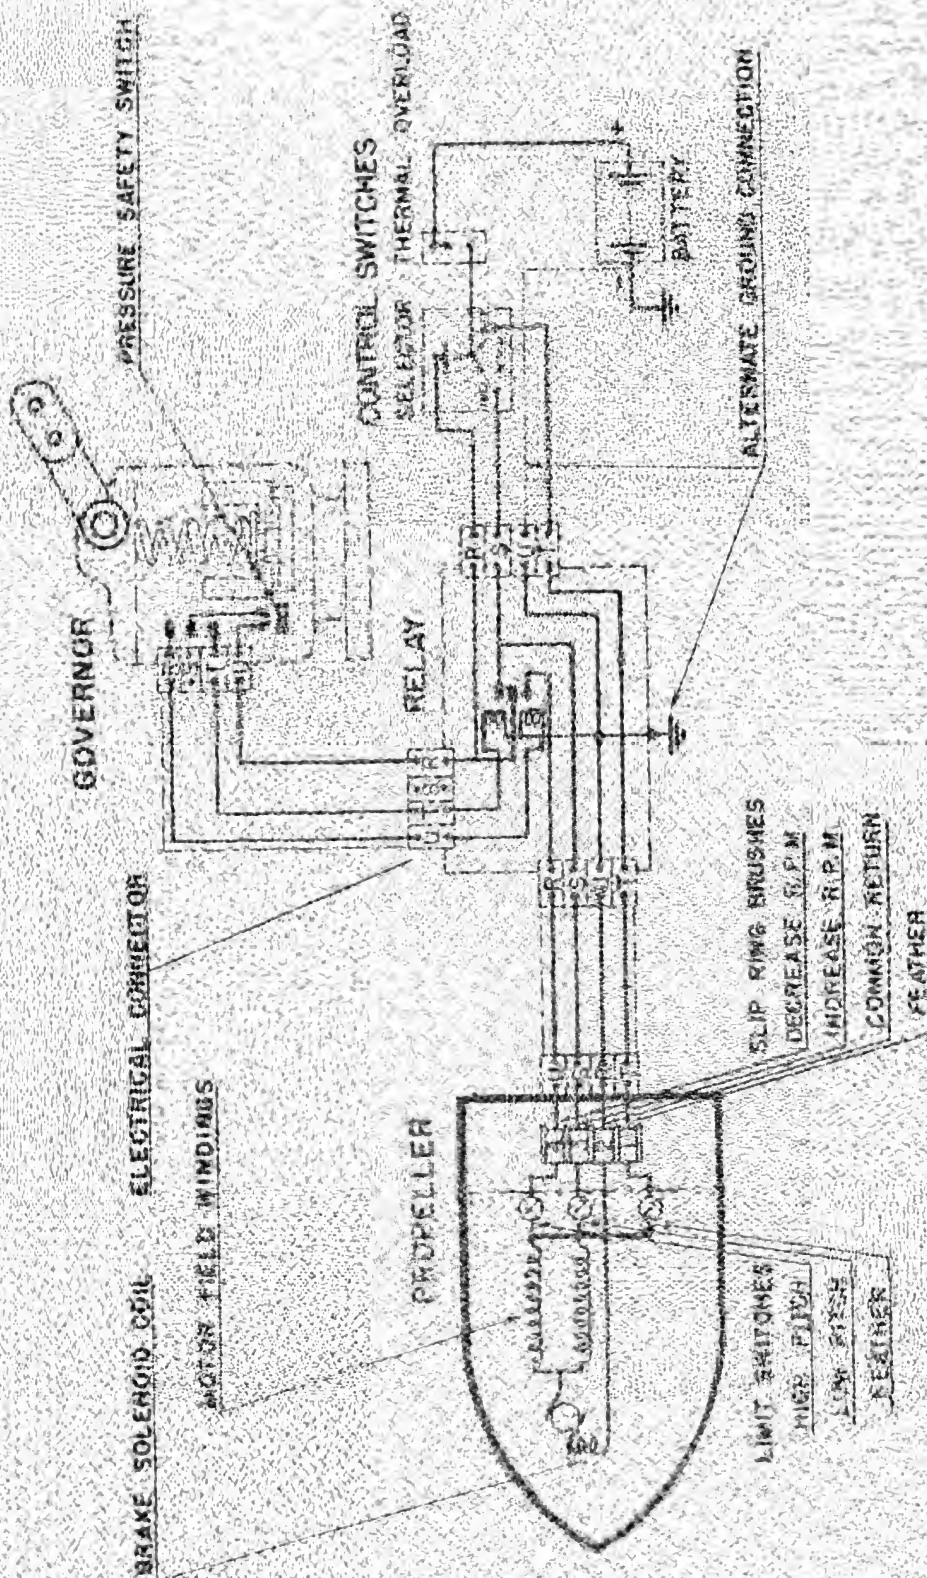 BRAKE SOLENOID COIL
ELECTRICAL CONNECTOR
PRESSURE SAFETY SWITCH
MOTOR FIELD WINDINGS
GOVERNOR
PROPELLER
RELAY
CONTROL SWITCHES
SELECTOR
THERMAL OVERLOAD
U T S R
P
S
U
T
R
S
U
T
BATTERY
+
ALTERNATE GROUND CONNECTION
SLIP RING BRUSHES
DECREASE R.P.M.
INCREASE R.P.M.
COMMON RETURN
FEATHER
LIMIT SWITCHES
HIGH PITCH
LOW PITCH
FEATHER